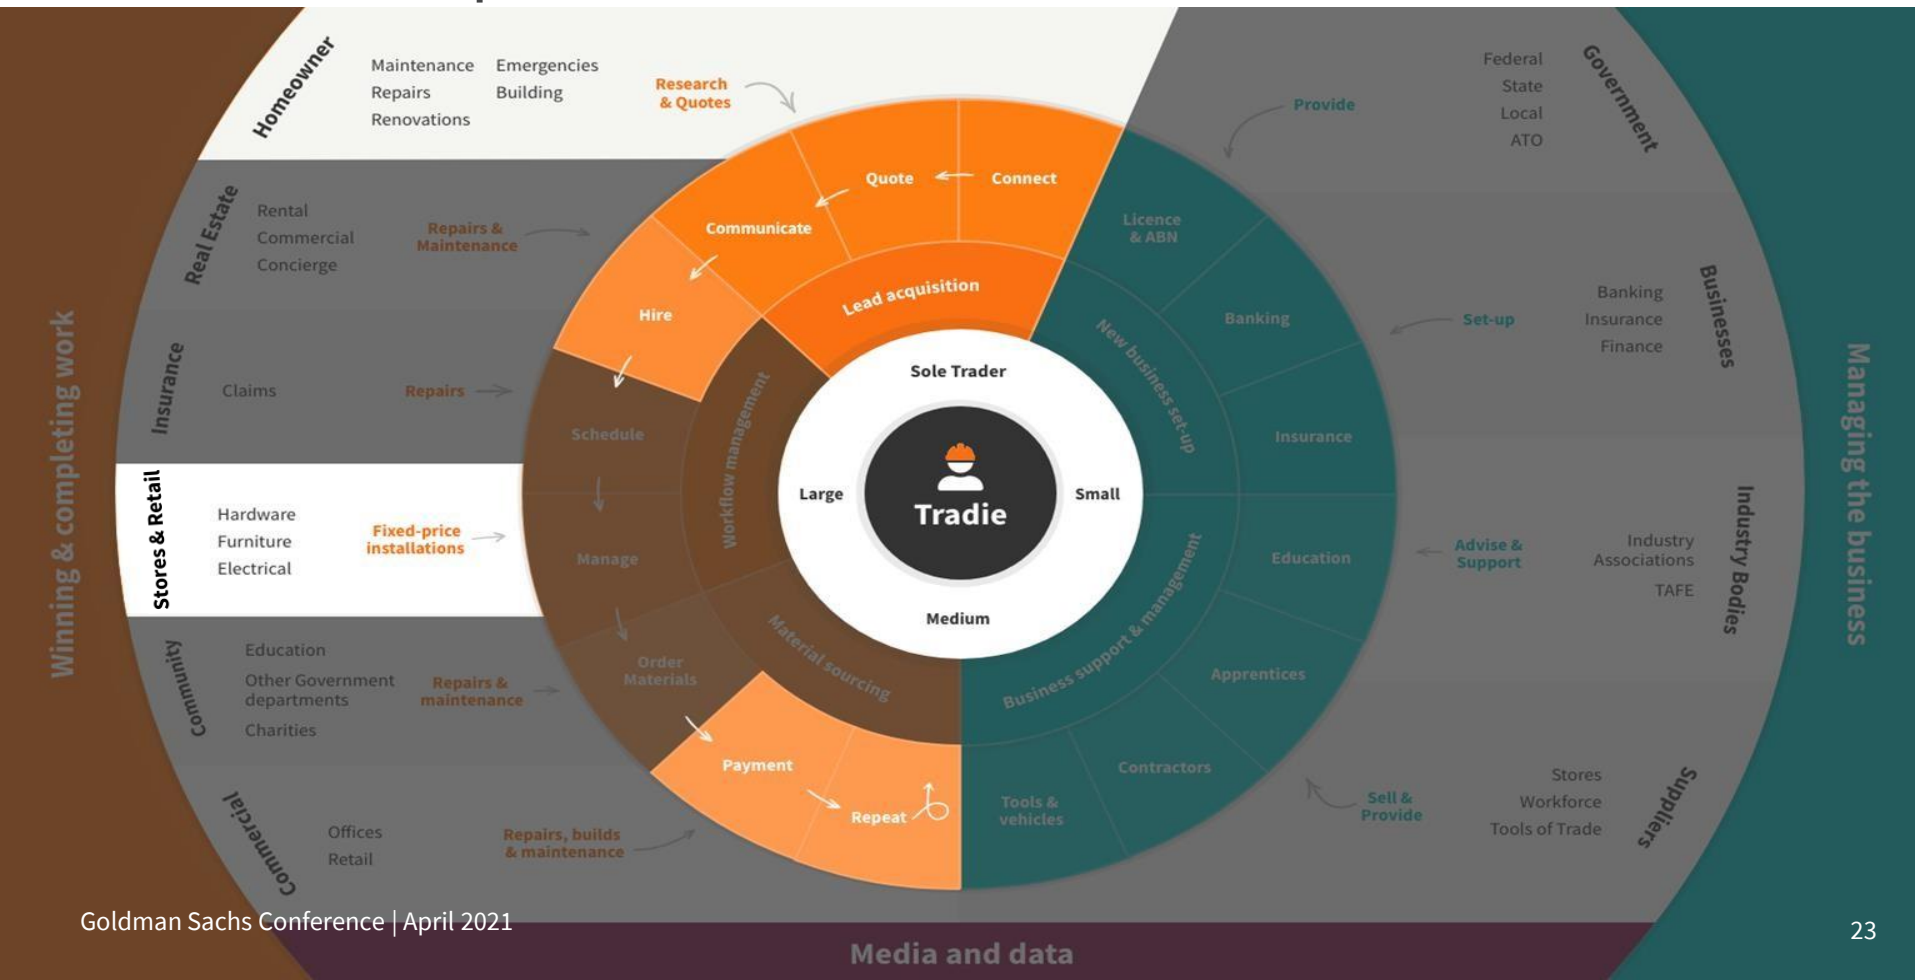 Homeowner
Maintenance
Repairs
Renovations
Emergencies
Building
Research
& Quotes
Real Estate
Rental
Commercial
Concierge
Repairs &
Maintenance
Insurance
Claims
Repairs
Stores & Retail
Hardware
Furniture
Electrical
Fixed-price
installations
Community
Education
Other Government
departments
Charities
Repairs &
maintenance
Commercial
Offices
Retail
Repairs, builds
& maintenance
Winning & completing work
Connect
Quote
Communicate
Hire
Schedule
Manage
Order
Materials
Payment
Repeat
Lead acquisition
Workflow management
Material sourcing
Sole Trader
Large
Small
Medium
Tradie
New business set-up
Business support & management
Licence
& ABN
Banking
Insurance
Education
Apprentices
Contractors
Tools &
vehicles
Provide
Federal
State
Local
ATO
Government
Set-up
Banking
Insurance
Finance
Businesses
Advise &
Support
Industry
Associations
TAFE
Industry Bodies
Sell &
Provide
Stores
Workforce
Tools of Trade
Suppliers
Managing the business
Goldman Sachs Conference | April 2021
23
Media and data